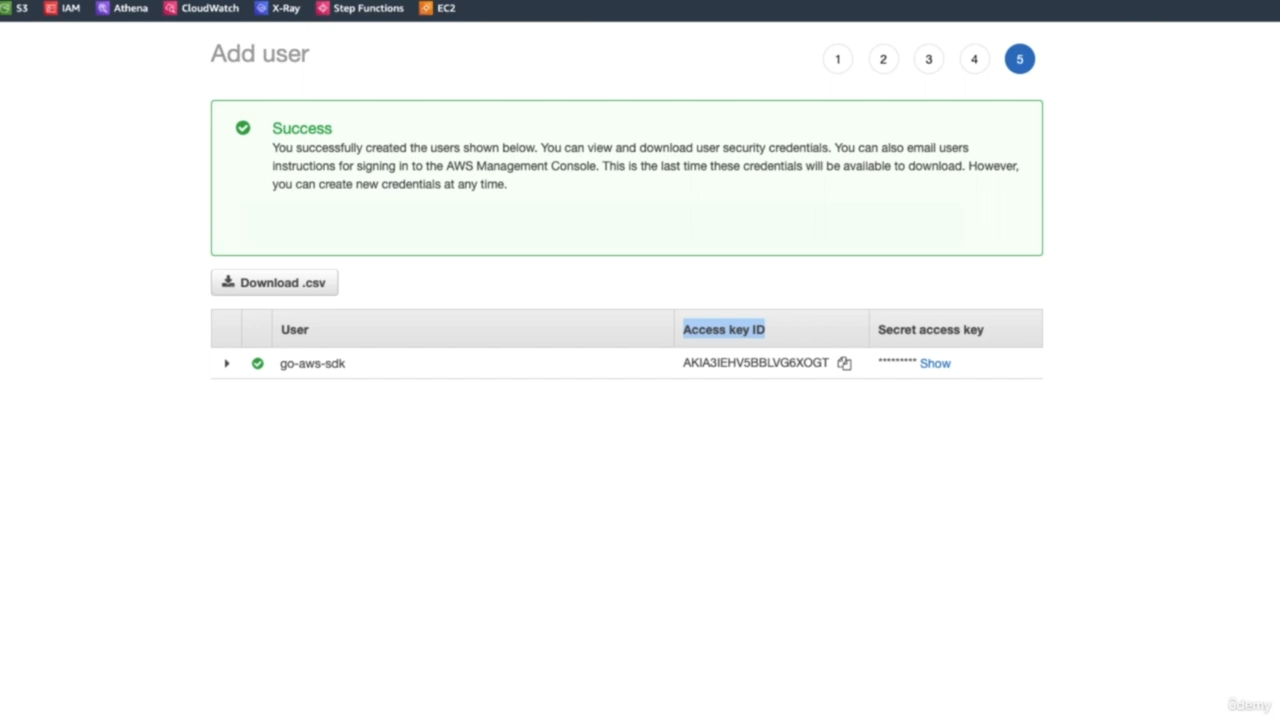 S3 IAM Athena CloudWatch X-Ray Step Functions EC2
Add user
1 2 3 4 5
Success
You successfully created the users shown below. You can view and download user security credentials. You can also email users
instructions for signing in to the AWS Management Console. This is the last time these credentials will be available to download. However,
you can create new credentials at any time.
Download .csv
User Access key ID Secret access key
go-aws-sdk AKIA3IEHV5BBLVG6XOGT ********* Show
ûdemy